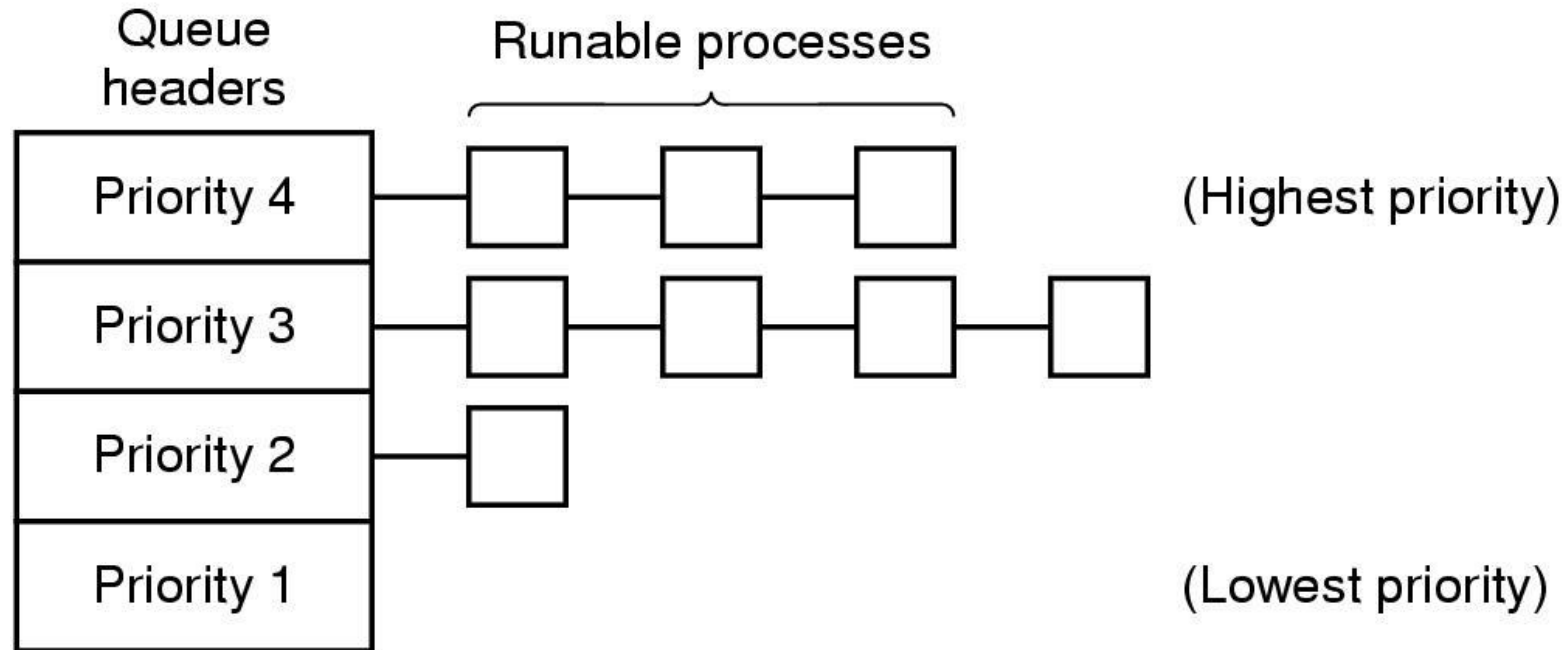 Queue
headers
Runable processes
Priority 4
(Highest priority)
Priority 3
Priority 2
Priority 1
(Lowest priority)